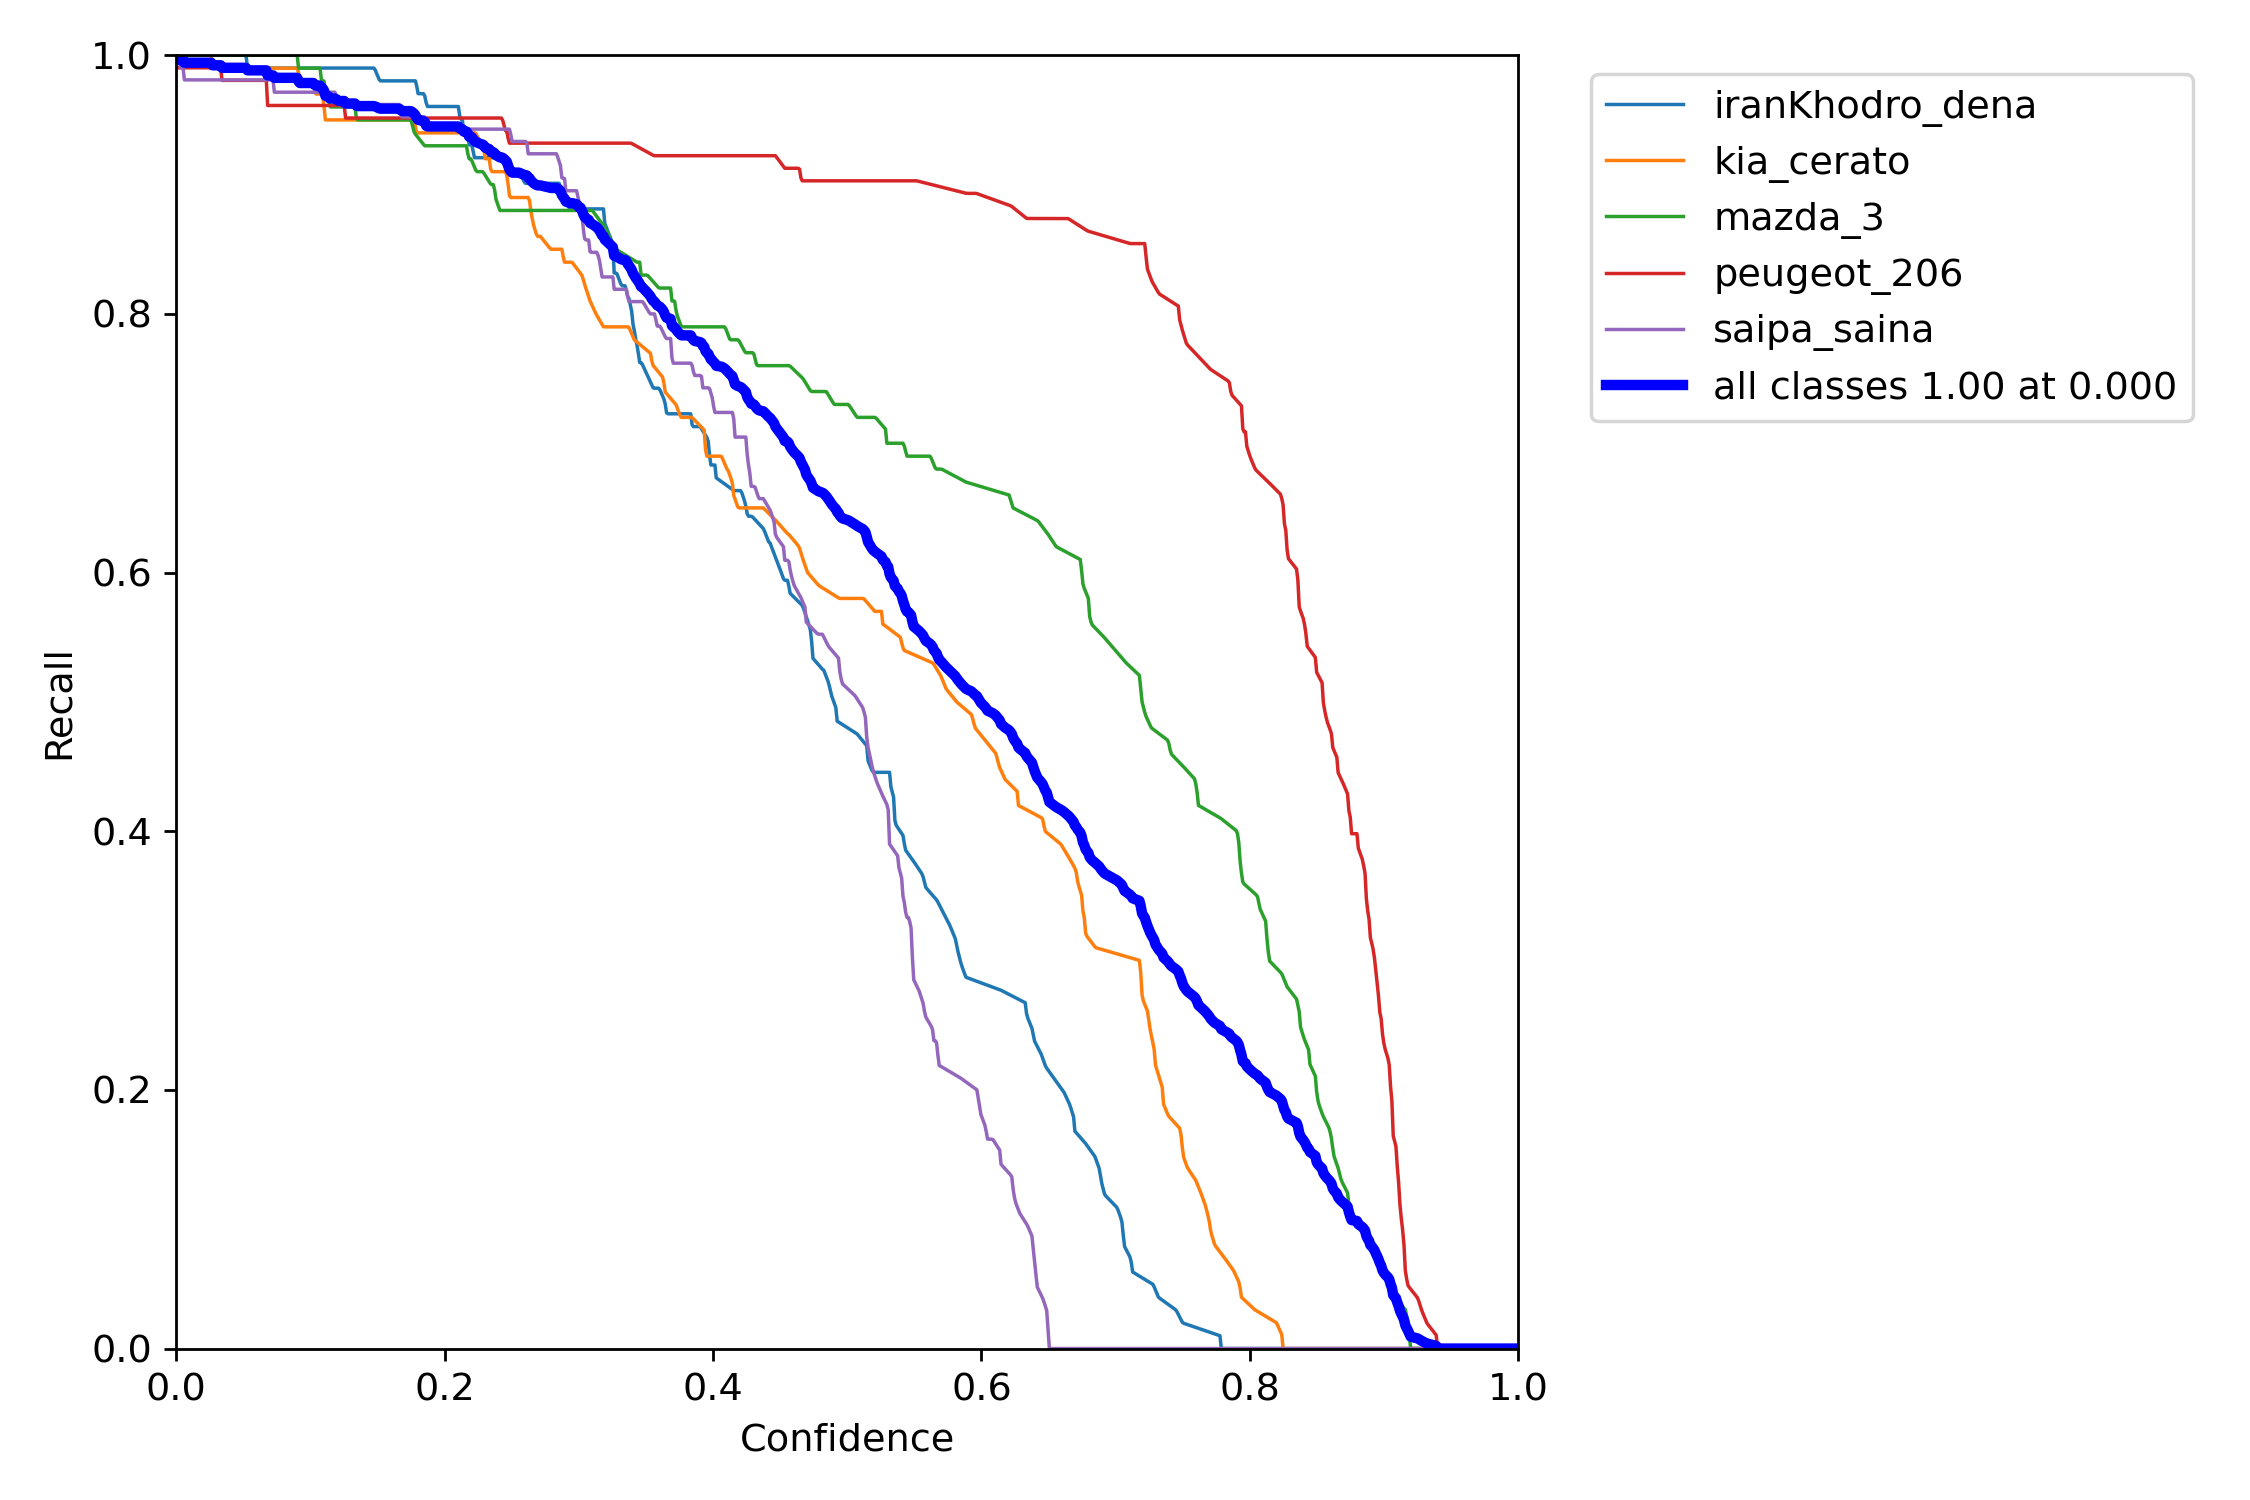 1.0
0.8
0.6
0.4
0.2
0.0
Recall
0.0 0.2 0.4 0.6 0.8 1.0
Confidence
iranKhodro_dena
kia_cerato
mazda_3
peugeot_206
saipa_saina
all classes 1.00 at 0.000